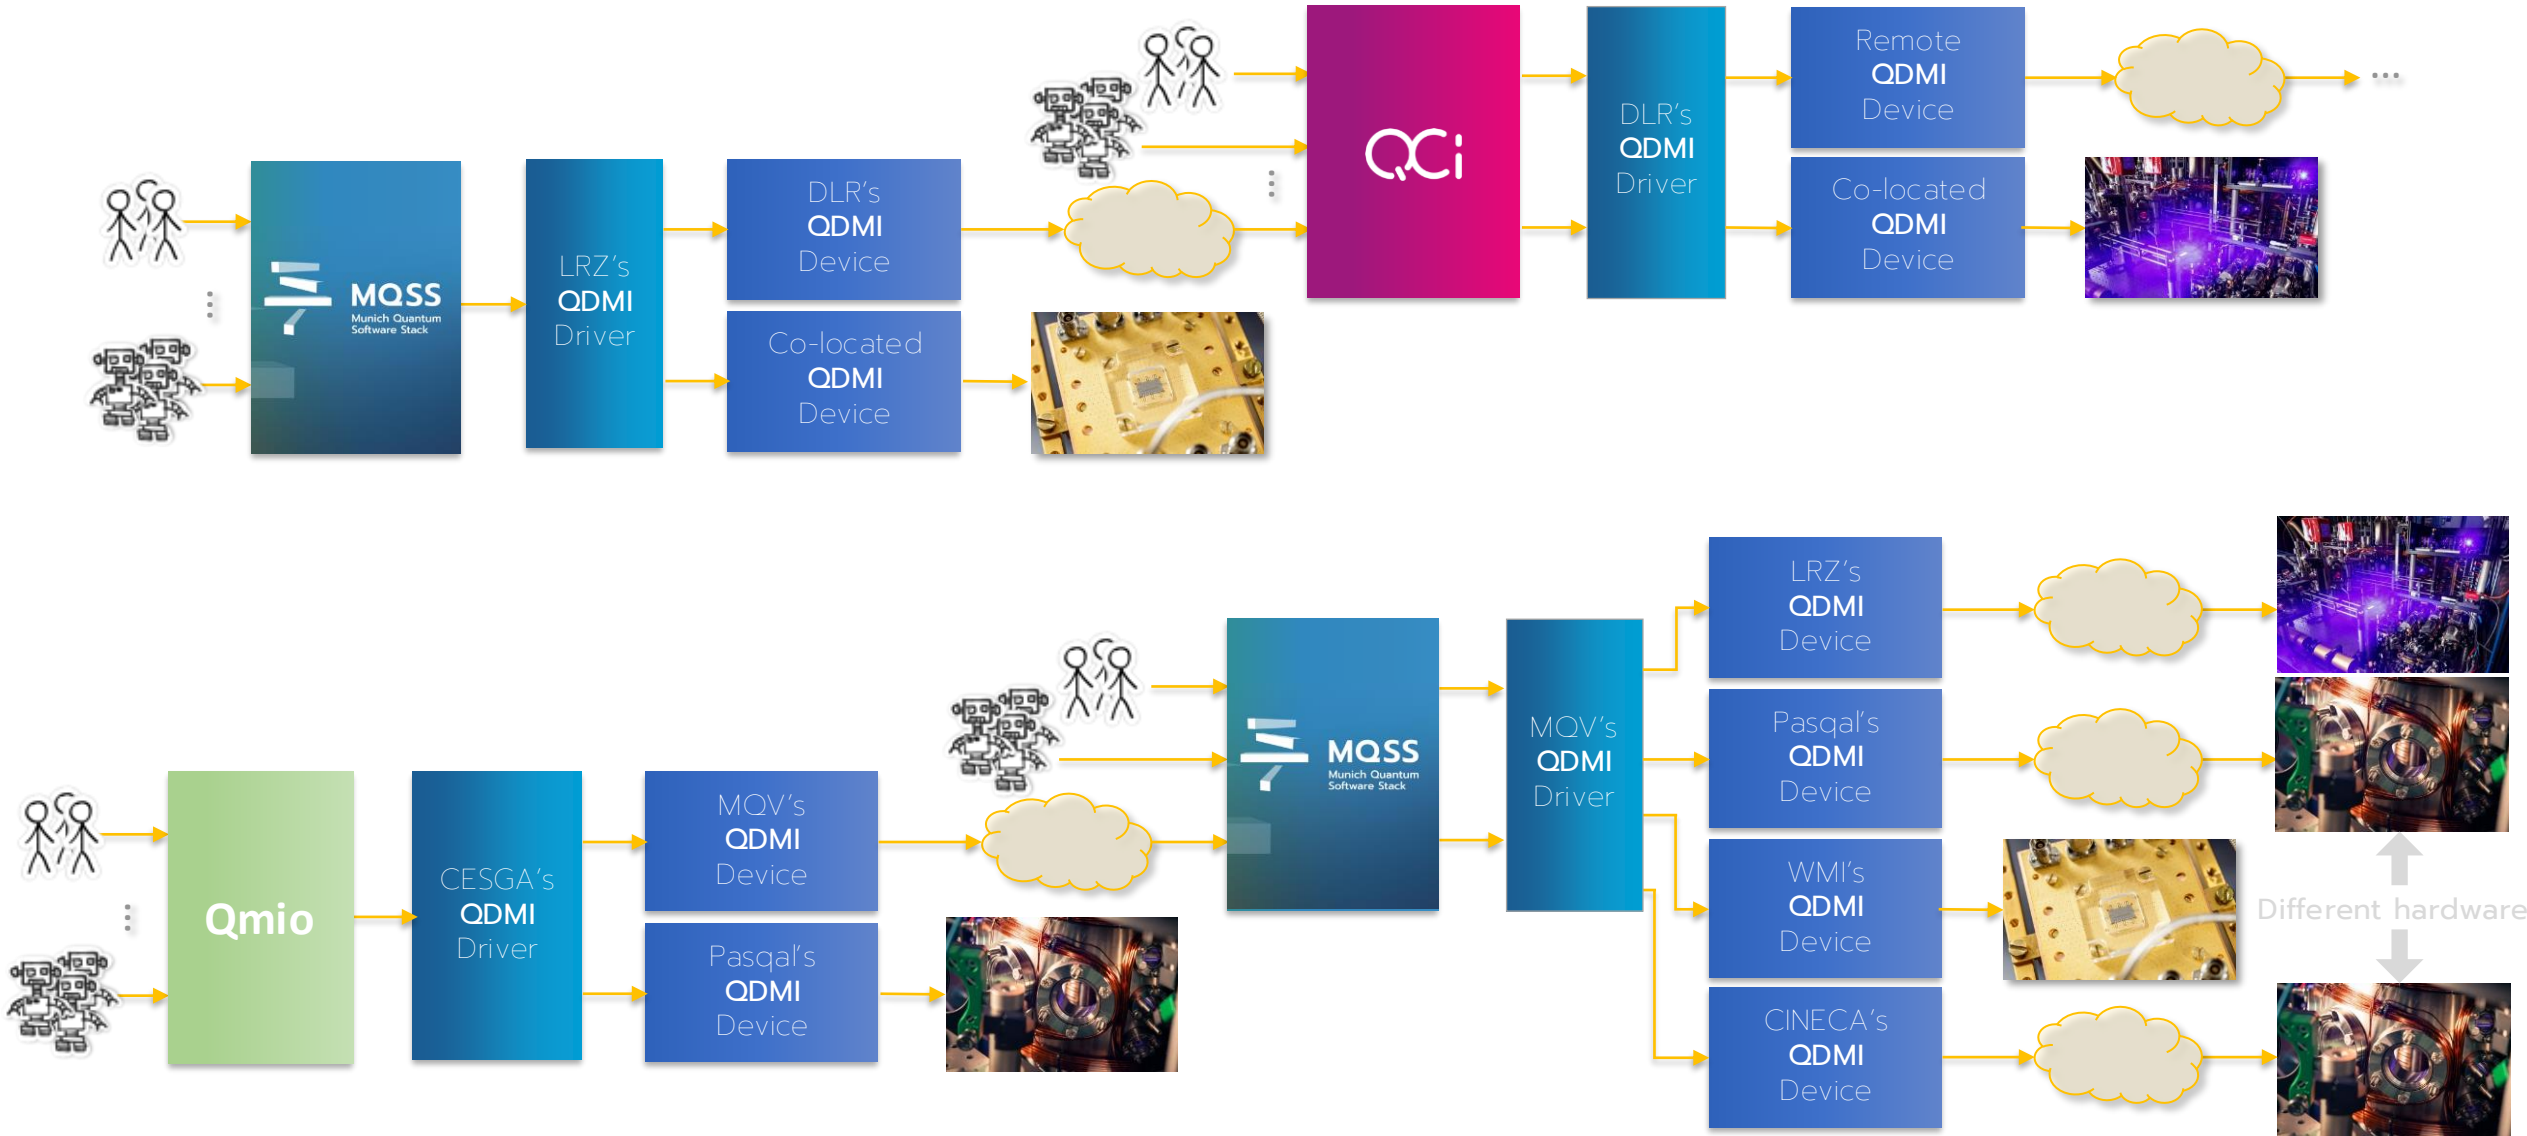 Remote
QDMI
Device
QCi
DLR's
QDMI
Driver
Co-located
QDMI
Device
MQSS
Munich Quantum
Software Stack
LRZ's
QDMI
Driver
DLR's
QDMI
Device
Co-located
QDMI
Device
LRZ's
QDMI
Device
MQSS
Munich Quantum
Software Stack
MQV's
QDMI
Driver
Pasqal's
QDMI
Device
WMI's
QDMI
Device
Different hardware
CINECA's
QDMI
Device
Qmio
CESGA's
QDMI
Driver
MQV's
QDMI
Device
Pasqal's
QDMI
Device